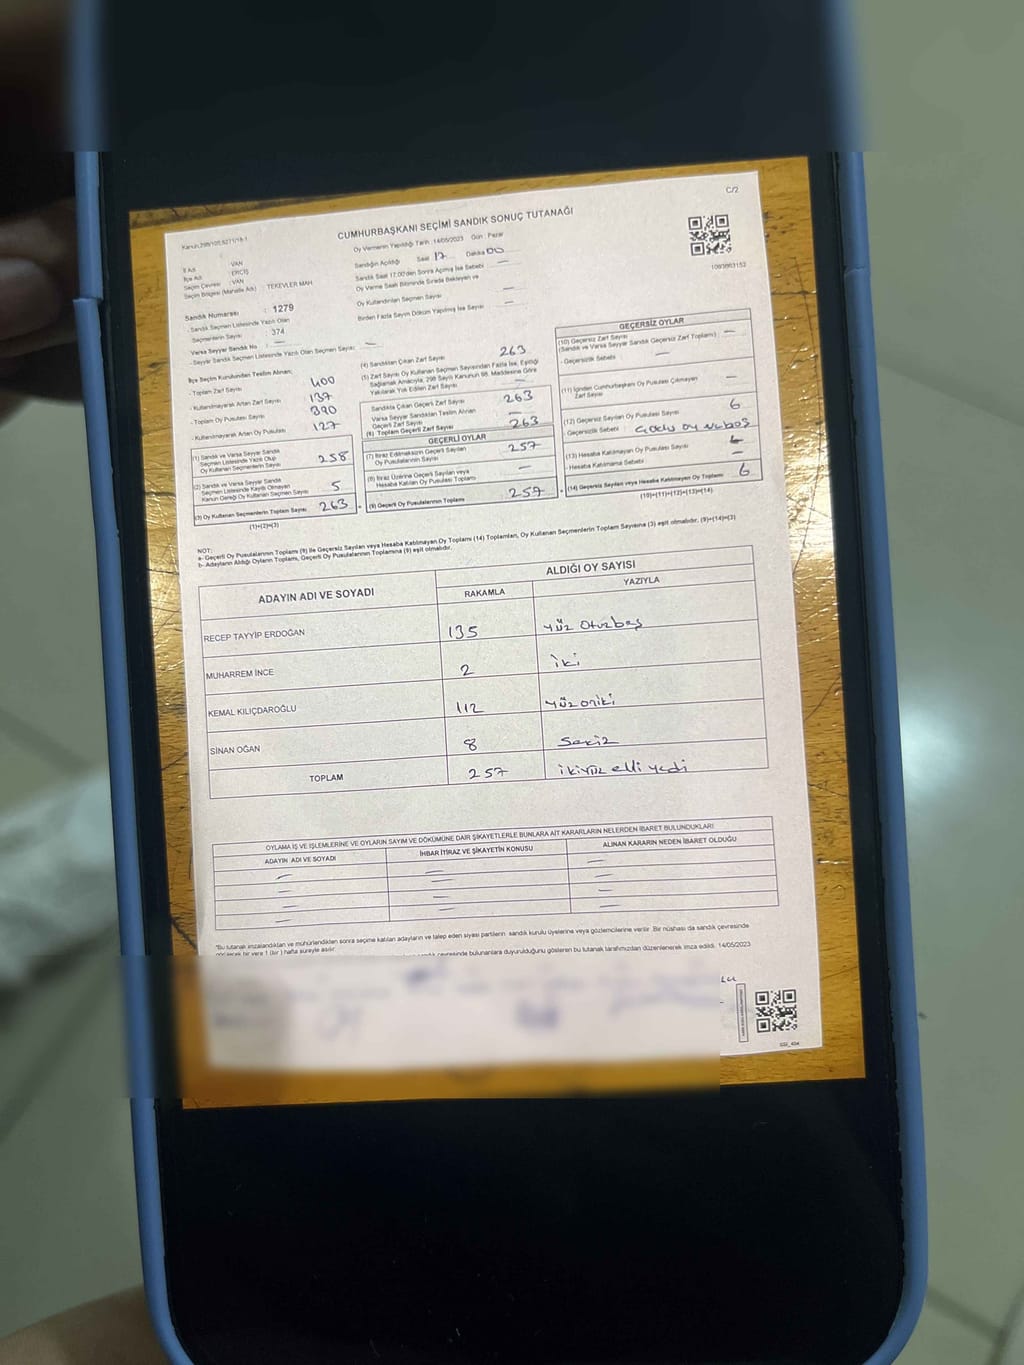 C/2
Kanun:298/105,6271/18-1
CUMHURBAŞKANI SEÇİMİ SANDIK SONUÇ TUTANAĞI
Oy Vermenin Yapıldığı Tarih :14/05/2023 Gün : Pazar
Sandığın Açıldığı Saat 17 Dakika 00
Sandık Saat 17:00'den Sonra Açılmış İse Sebebi —
Oy Verme Saati Bitiminde Sırada Bekleyen ve
Oy Kullandırılan Seçmen Sayısı —
Birden Fazla Sayım Döküm Yapılmış İse Sayısı —
1093663153
İl Adı : VAN
İlçe Adı : ERCİŞ
Seçim Çevresi : VAN
Seçim Bölgesi (Mahalle Adı) : TEKEVLER MAH
Sandık Numarası : 1279
- Sandık Seçmen Listesinde Yazılı Olan
Seçmenlerin Sayısı : 374
Varsa Seyyar Sandık No : —
- Seyyar Sandık Seçmen Listesinde Yazılı Olan Seçmen Sayısı: —
İlçe Seçim Kurulundan Teslim Alınan;
- Toplam Zarf Sayısı 400
- Kullanılmayarak Artan Zarf Sayısı 137
- Toplam Oy Pusulası Sayısı 390
- Kullanılmayarak Artan Oy Pusulası 127
(1) Sandık ve Varsa Seyyar Sandık
Seçmen Listesinde Yazılı Olup
Oy Kullanan Seçmenlerin Sayısı 258
(2) Sandık ve Varsa Seyyar Sandık
Seçmen Listesinde Kayıtlı Olmayan
Kanun Gereği Oy Kullanan Seçmen Sayısı 5
(3) Oy Kullanan Seçmenlerin Toplam Sayısı 263
(1)+(2)=(3)
(4) Sandıktan Çıkan Zarf Sayısı 263
(5) Zarf Sayısı Oy Kullanan Seçmen Sayısından Fazla İse, Eşitliği
Sağlamak Amacıyla, 298 Sayılı Kanunun 98. Maddesine Göre
Yakılarak Yok Edilen Zarf Sayısı —
Sandıkta Çıkan Geçerli Zarf Sayısı 263
Varsa Seyyar Sandıktan Teslim Alınan
Geçerli Zarf Sayısı —
(6) Toplam Geçerli Zarf Sayısı 263
GEÇERLİ OYLAR
(7) İtiraz Edilmeksizin Geçerli Sayılan
Oy Pusulalarının Sayısı 257
(8) İtiraz Üzerine Geçerli Sayılan veya
Hesaba Katılan Oy Pusulası Toplamı —
(9) Geçerli Oy Pusulalarının Toplamı 257
GEÇERSİZ OYLAR
(10) Geçersiz Zarf Sayısı
(Sandık ve Varsa Seyyar Sandık Geçersiz Zarf Toplamı) —
- Geçersizlik Sebebi —
(11) İçinden Cumhurbaşkanı Oy Pusulası Çıkmayan
Zarf Sayısı —
(12) Geçersiz Sayılan Oy Pusulası Sayısı 6
- Geçersizlik Sebebi :
(13) Hesaba Katılmayan Oy Pusulası Sayısı
- Hesaba Katılmama Sebebi —
(14) Geçersiz Sayılan veya Hesaba Katılmayan Oy Pusulası Toplamı 6
(10)+(11)+(12)+(13)=(14)
NOT:
a- Geçerli Oy Pusulalarının Toplamı (9) ile Geçersiz Sayılan veya Hesaba Katılmayan Oy Toplamı (14) Toplamları, Oy Kullanan Seçmenlerin Toplam Sayısına (3) eşit olmalıdır. (9)+(14)=(3)
b- Adayların Aldığı Oyların Toplamı, Geçerli Oy Pusulalarının Toplamına (9) eşit olmalıdır.
ADAYIN ADI VE SOYADI ALDIĞI OY SAYISI
RAKAMLA YAZIYLA
RECEP TAYYİP ERDOĞAN 135 yüz otuzbeş
MUHARREM İNCE 2 iki
KEMAL KILIÇDAROĞLU 112 yüz oniki
SİNAN OĞAN 8 sekiz
TOPLAM 257 ikiyüz elli yedi
OYLAMA İŞ VE İŞLEMLERİNE VE OYLARIN SAYIM VE DÖKÜMÜNE DAİR ŞİKAYETLERLE BUNLARA AİT KARARLARIN NELERDEN İBARET BULUNDUKLARI
ADAYIN ADI VE SOYADI İHBAR İTİRAZ VE ŞİKAYETİN KONUSU ALINAN KARARIN NEDEN İBARET OLDUĞU
*Bu tutanak imzalandıktan ve mühürlendikten sonra seçime katılan adayların ve talep eden siyasi partilerin sandık kurulu üyelerine veya gözlemcilerine verilir. Bir nüshası da sandık çevresinde
bir yere 1 (bir) hafta süreyle asılır.
çevresinde bulunanlara duyurulduğunu gösteren bu tutanak tarafımızdan düzenlenerek imza edildi. 14/05/2023